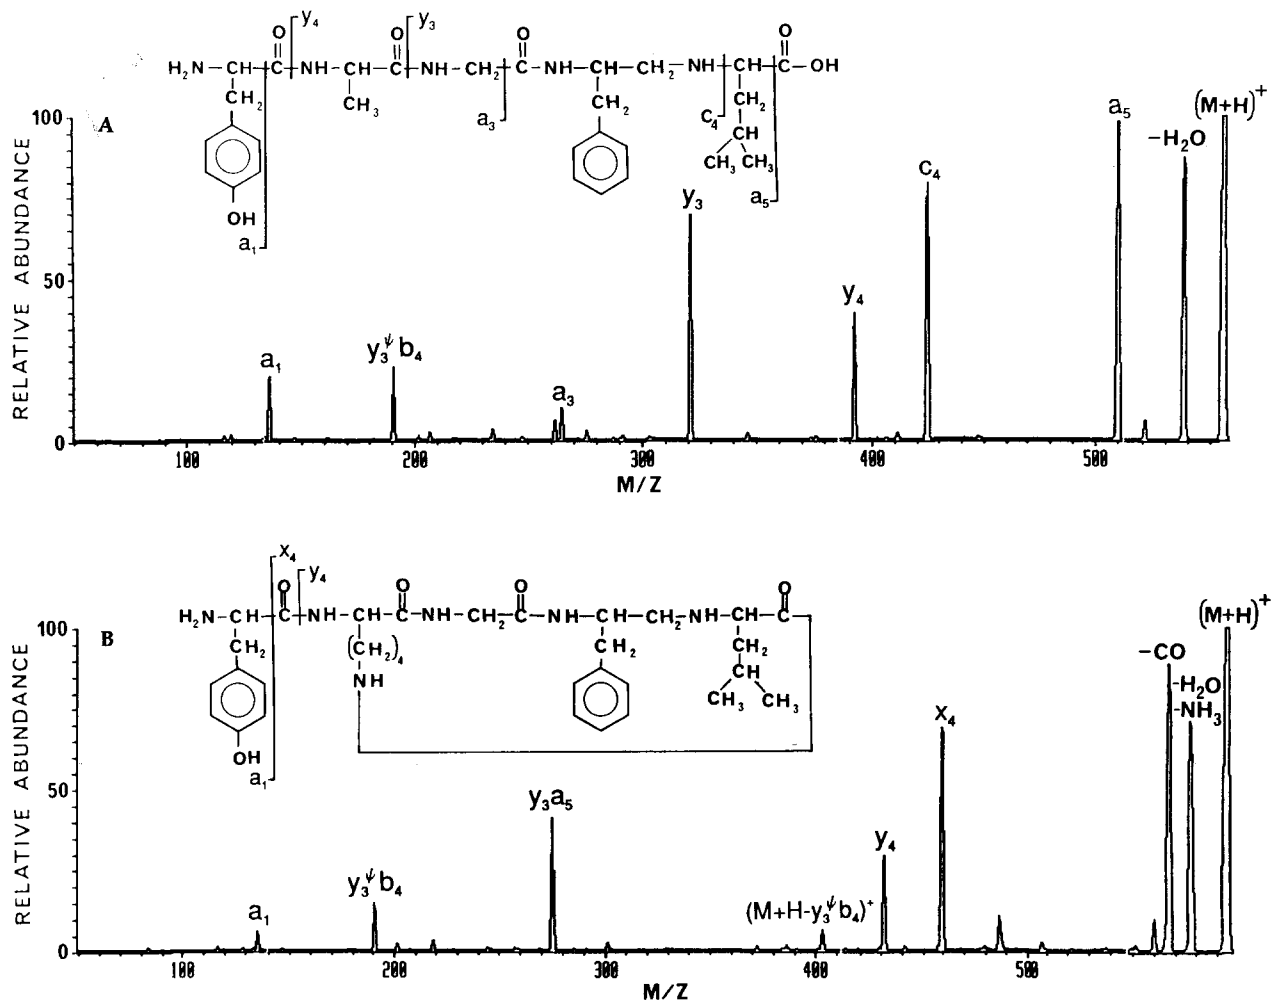 A
y₄ y₃
O O O O
H₂N–CH–C–NH–CH–C–NH–CH₂–C–NH–CH–CH₂–NH–CH–C–OH
CH₂ CH₃ a₃ CH₂ c₄ CH₂
CH
CH₃ CH₃
OH
a₁ a₅
RELATIVE ABUNDANCE
100
50
0
a₁ y₃ᵠb₄ a₃ y₃ y₄ c₄ a₅ –H₂O (M+H)⁺
100 200 300 400 500
M/Z
B
x₄
y₄
O O O O
H₂N–CH–C–NH–CH–C–NH–CH₂–C–NH–CH–CH₂–NH–CH–C
CH₂ (CH₂)₄ CH₂ CH₂
NH CH
CH₃ CH₃
OH
a₁
RELATIVE ABUNDANCE
100
50
0
a₁ y₃ᵠb₄ y₃a₅ (M+H-y₃ᵠb₄)⁺ y₄ x₄ –CO –H₂O –NH₃ (M+H)⁺
100 200 300 400 500
M/Z